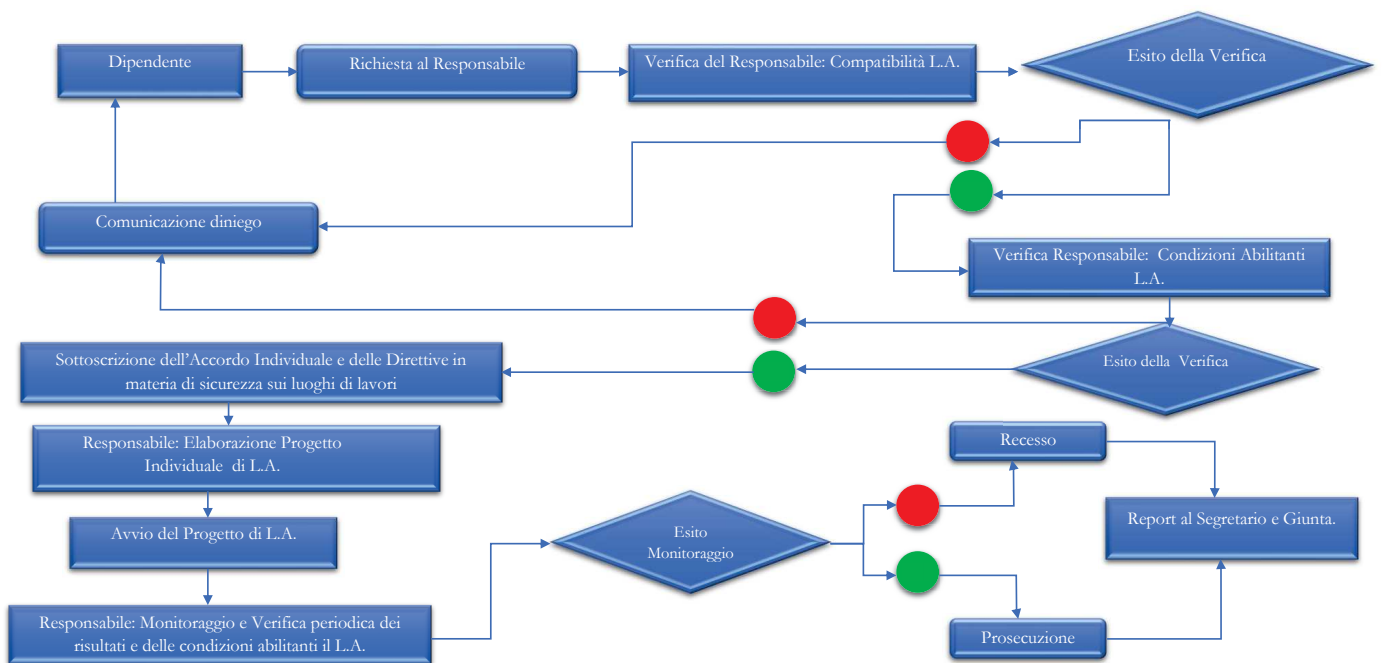 Dipendente
Richiesta al Responsabile
Verifica del Responsabile: Compatibilità L.A.
Esito della Verifica
Comunicazione diniego
Verifica Responsabile:  Condizioni Abilitanti
L.A.
Esito della  Verifica
Sottoscrizione dell’Accordo Individuale e delle Direttive in
materia di sicurezza sui luoghi di lavori
Responsabile: Elaborazione Progetto
Individuale  di L.A.
Avvio del Progetto di L.A.
Responsabile: Monitoraggio e Verifica periodica dei
risultati e delle condizioni abilitanti il L.A.
Esito
Monitoraggio
Recesso
Prosecuzione
Report al Segretario e Giunta.